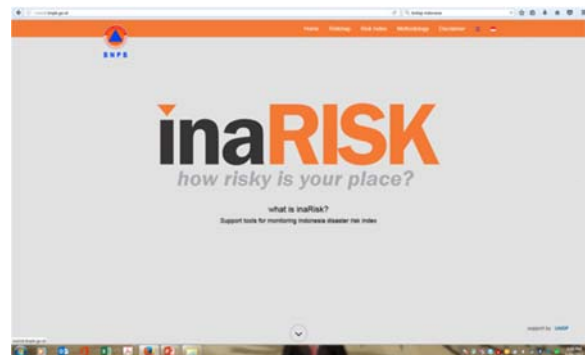 Home Sitemap Risk Index Methodology Disclaimer
BNPB
inaRISK
how risky is your place?
what is inaRisk?
Support tools for monitoring Indonesia disaster risk index
support by